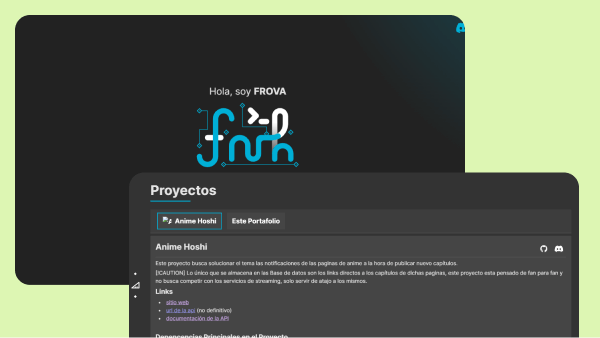 Hola, soy FROVA
Proyectos
Anime Hoshi
Este Portafolio
Anime Hoshi
Este proyecto busca solucionar el tema las notificaciones de las paginas de anime a la hora de publicar nuevo capítulos.
[!CAUTION] Lo único que se almacena en las Base de datos son los links directos a los capítulos de dichas paginas, este proyecto esta pensado de fan para fan y
no busca competir con los servicios de streaming, solo servir de atajo a los mismos.
Links
sitio web
url de la api (no definitivo)
documentación de la API
Depencencias Principales en el Proyecto